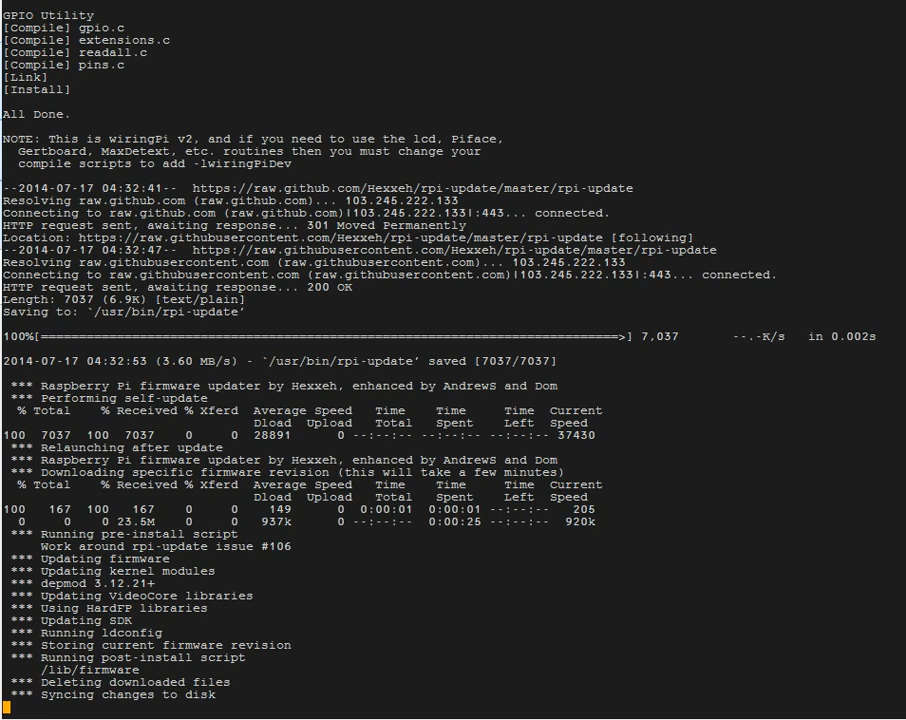 GPIO Utility
[Compile] gpio.c
[Compile] extensions.c
[Compile] readall.c
[Compile] pins.c
[Link]
[Install]
All Done.
NOTE: This is wiringPi v2, and if you need to use the lcd, Piface,
Gertboard, MaxDetext, etc. routines then you must change your
compile scripts to add -lwiringPiDev
--2014-07-17 04:32:41-- https://raw.github.com/Hexxeh/rpi-update/master/rpi-update
Resolving raw.github.com (raw.github.com)... 103.245.222.133
Connecting to raw.github.com (raw.github.com)|103.245.222.133|:443... connected.
HTTP request sent, awaiting response... 301 Moved Permanently
Location: https://raw.githubusercontent.com/Hexxeh/rpi-update/master/rpi-update [following]
--2014-07-17 04:32:47-- https://raw.githubusercontent.com/Hexxeh/rpi-update/master/rpi-update
Resolving raw.githubusercontent.com (raw.githubusercontent.com)... 103.245.222.133
Connecting to raw.githubusercontent.com (raw.githubusercontent.com)|103.245.222.133|:443... connected.
HTTP request sent, awaiting response... 200 OK
Length: 7037 (6.9K) [text/plain]
Saving to: `/usr/bin/rpi-update’
100%[=============================================================================>] 7,037 --.-K/s in 0.002s
2014-07-17 04:32:53 (3.60 MB/s) - `/usr/bin/rpi-update’ saved [7037/7037]
*** Raspberry Pi firmware updater by Hexxeh, enhanced by AndrewS and Dom
*** Performing self-update
% Total % Received % Xferd Average Speed Time Time Time Current
Dload Upload Total Spent Left Speed
100 7037 100 7037 0 0 28891 0 --:--:-- --:--:-- --:--:-- 37430
*** Relaunching after update
*** Raspberry Pi firmware updater by Hexxeh, enhanced by AndrewS and Dom
*** Downloading specific firmware revision (this will take a few minutes)
% Total % Received % Xferd Average Speed Time Time Time Current
Dload Upload Total Spent Left Speed
100 167 100 167 0 0 149 0 0:00:01 0:00:01 --:--:-- 205
0 0 0 23.5M 0 0 937k 0 --:--:-- 0:00:25 --:--:-- 920k
*** Running pre-install script
Work around rpi-update issue #106
*** Updating firmware
*** Updating kernel modules
*** depmod 3.12.21+
*** Updating VideoCore libraries
*** Using HardFP libraries
*** Updating SDK
*** Running ldconfig
*** Storing current firmware revision
*** Running post-install script
/lib/firmware
*** Deleting downloaded files
*** Syncing changes to disk